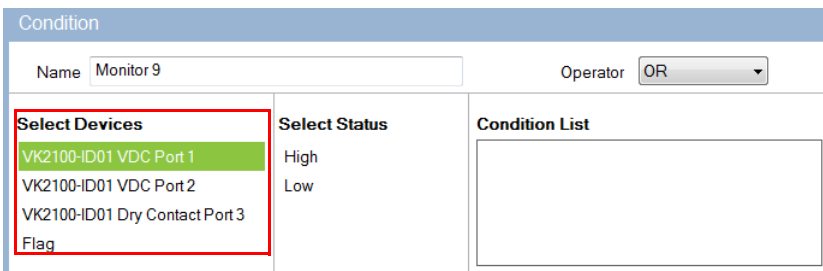 Condition
Name Monitor 9 Operator OR
Select Devices Select Status Condition List
VK2100-ID01 VDC Port 1 High
VK2100-ID01 VDC Port 2 Low
VK2100-ID01 Dry Contact Port 3
Flag